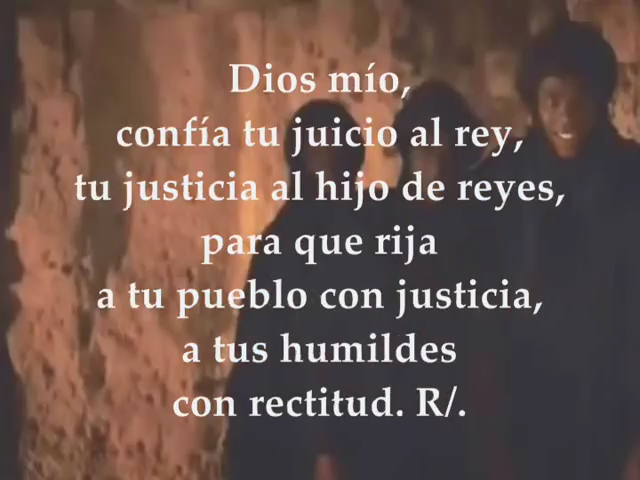 Dios mío,
confía tu juicio al rey,
tu justicia al hijo de reyes,
para que rija
a tu pueblo con justicia,
a tus humildes
con rectitud. R/.